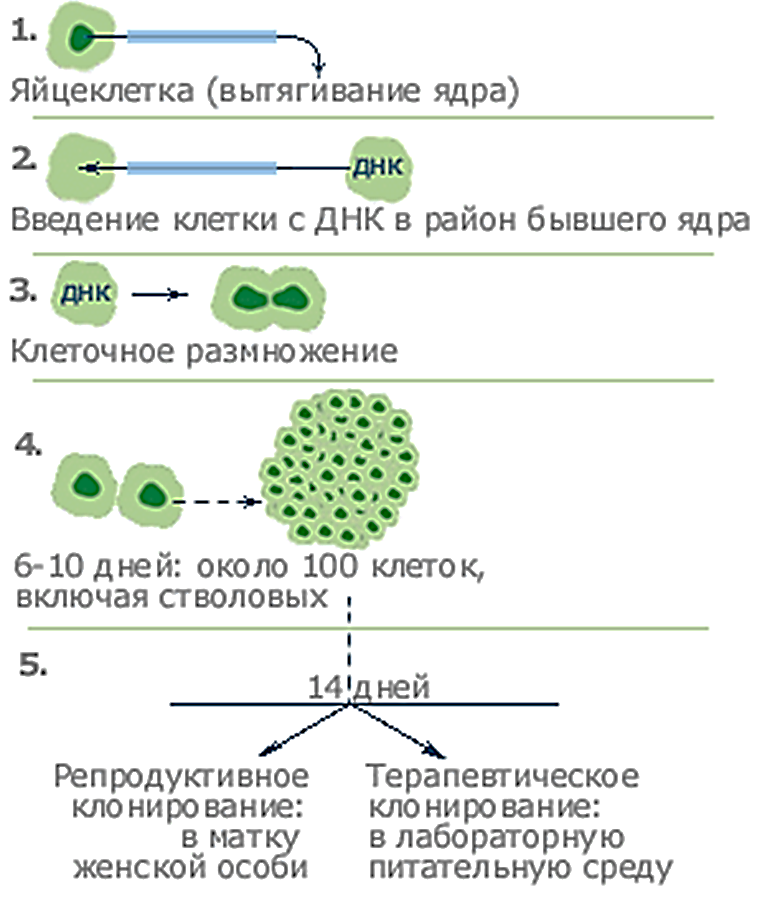 1.
Яйцеклетка (вытягивание ядра)
2.
ДНК
Введение клетки с ДНК в район бывшего ядра
3.
ДНК
Клеточное размножение
4.
6-10 дней: около 100 клеток,
включая стволовых
5.
14 дней
Репродуктивное
клонирование:
в матку
женской особи
Терапевтическое
клонирование:
в лабораторную
питательную среду